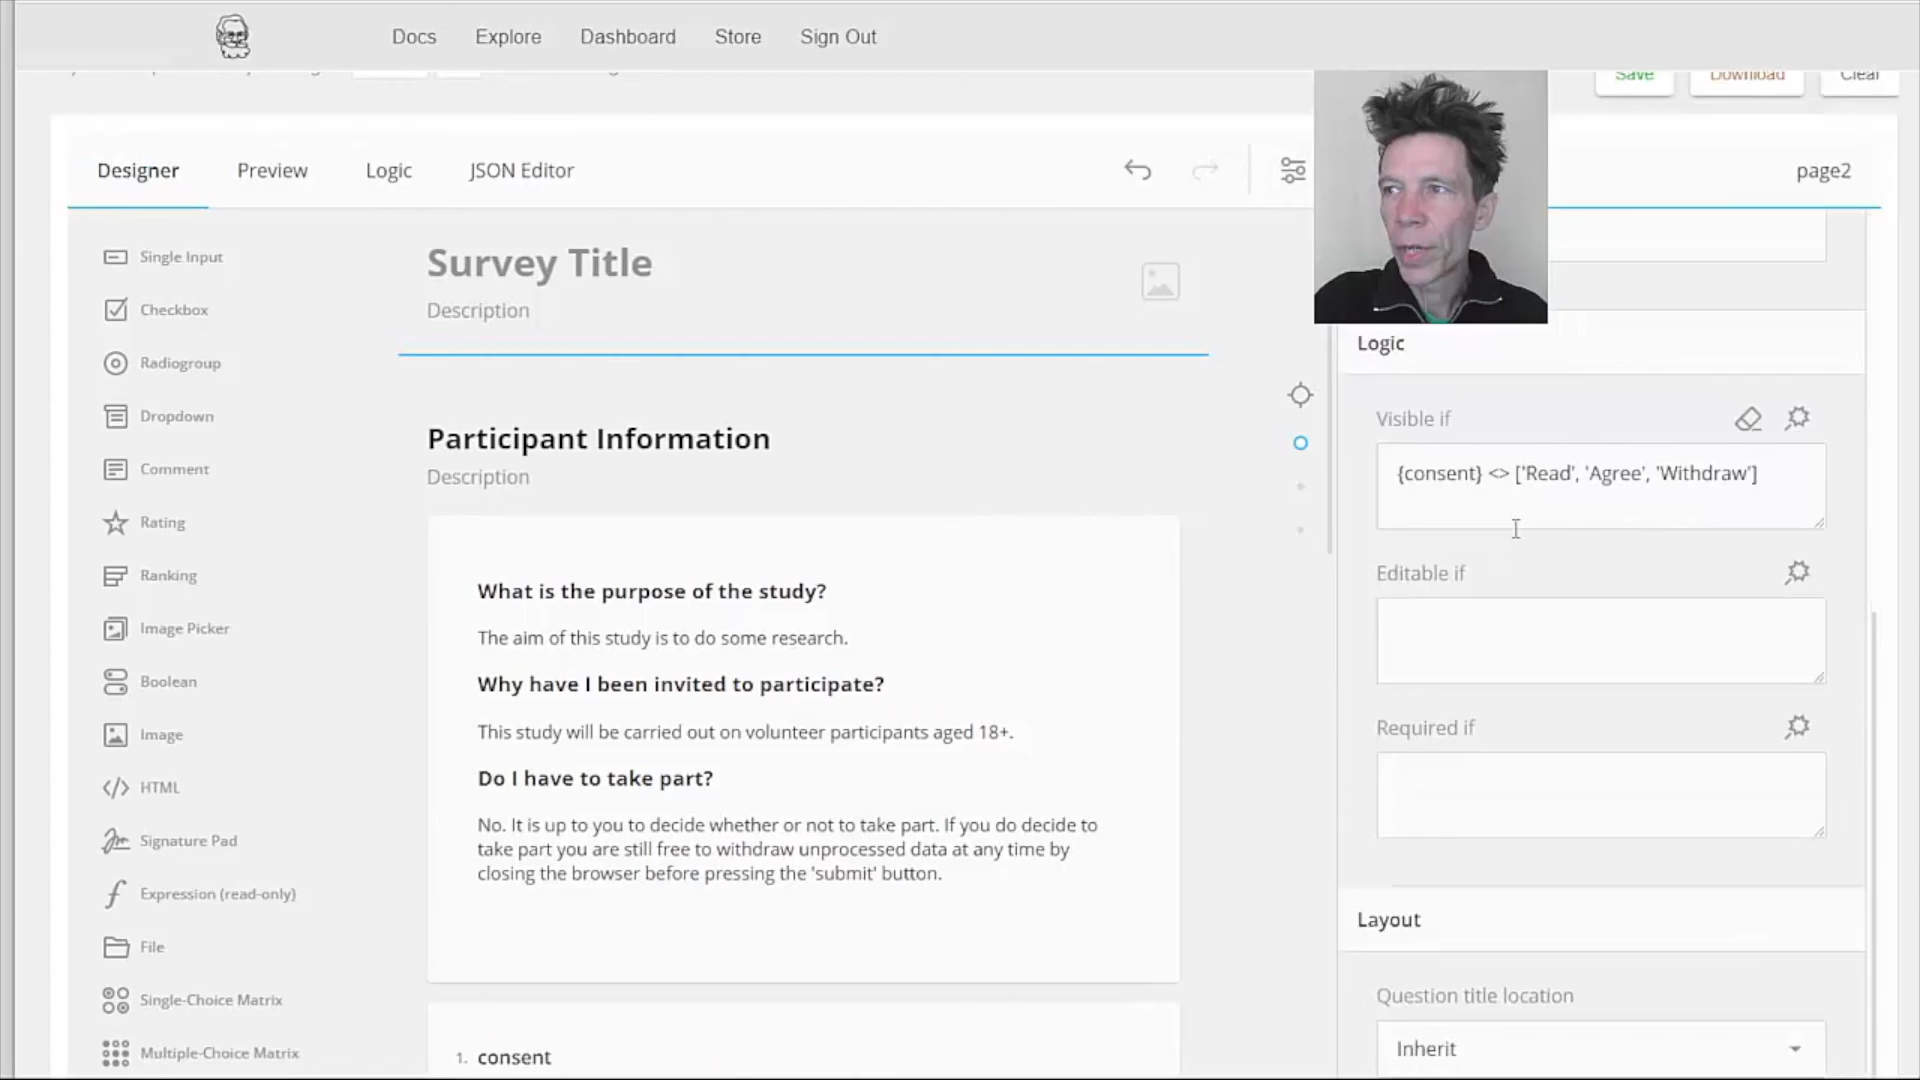 Docs Explore Dashboard Store Sign Out
Save Download Clear
Designer Preview Logic JSON Editor
page2
Single Input
Checkbox
Radiogroup
Dropdown
Comment
Rating
Ranking
Image Picker
Boolean
Image
HTML
Signature Pad
Expression (read-only)
File
Single-Choice Matrix
Multiple-Choice Matrix
Survey Title
Description
Participant Information
Description
What is the purpose of the study?
The aim of this study is to do some research.
Why have I been invited to participate?
This study will be carried out on volunteer participants aged 18+.
Do I have to take part?
No. It is up to you to decide whether or not to take part. If you do decide to
take part you are still free to withdraw unprocessed data at any time by
closing the browser before pressing the 'submit' button.
1. consent
Logic
Visible if
{consent} <> ['Read', 'Agree', 'Withdraw']
Editable if
Required if
Layout
Question title location
Inherit